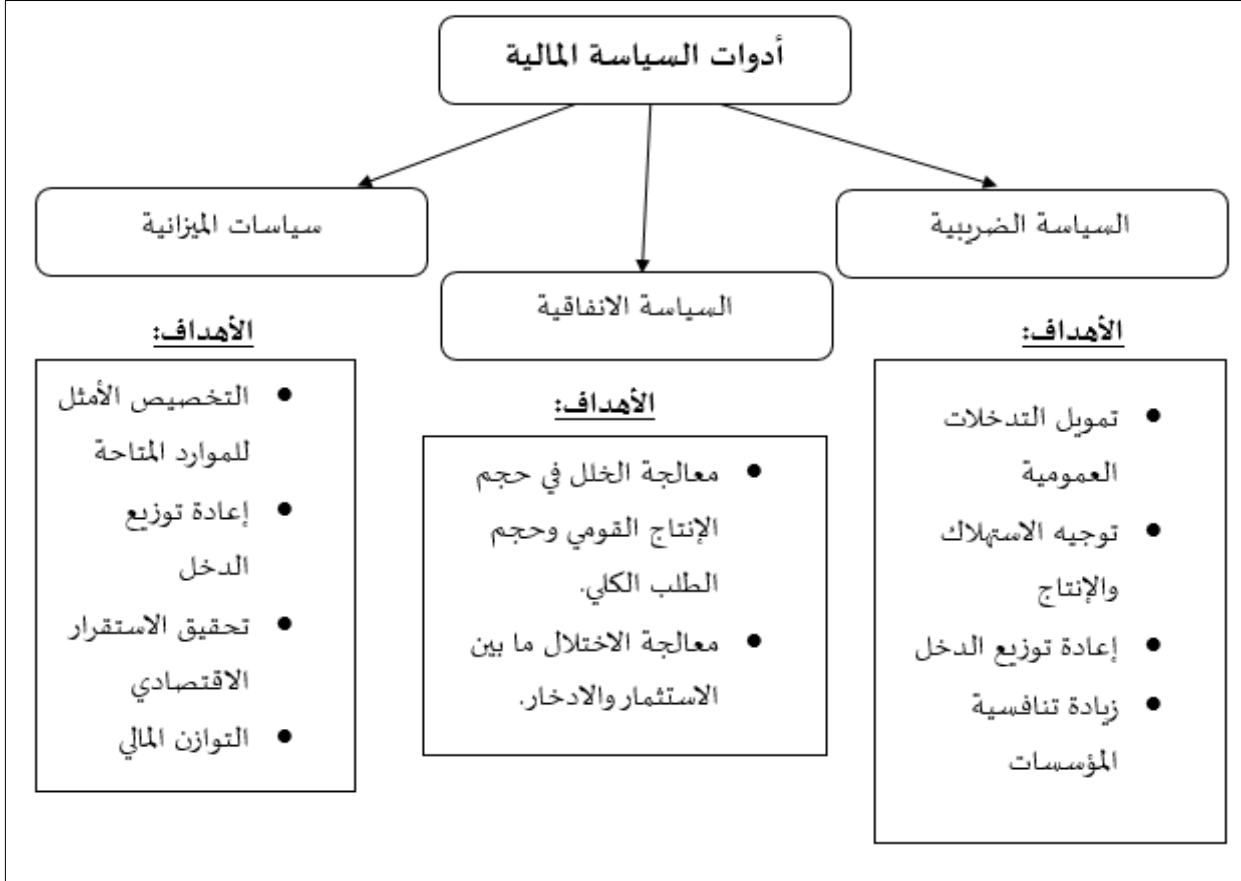 أدوات السياسة المالية
السياسة الضريبية
الأهداف:
● تمويل التدخلات
العمومية
● توجيه الاستهلاك
والإنتاج
● إعادة توزيع الدخل
● زيادة تنافسية
المؤسسات
السياسة الانفاقية
الأهداف:
● معالجة الخلل في حجم
الإنتاج القومي وحجم
الطلب الكلي.
● معالجة الاختلال ما بين
الاستثمار والادخار.
سياسات الميزانية
الأهداف:
● التخصيص الأمثل
للموارد المتاحة
● إعادة توزيع
الدخل
● تحقيق الاستقرار
الاقتصادي
● التوازن المالي